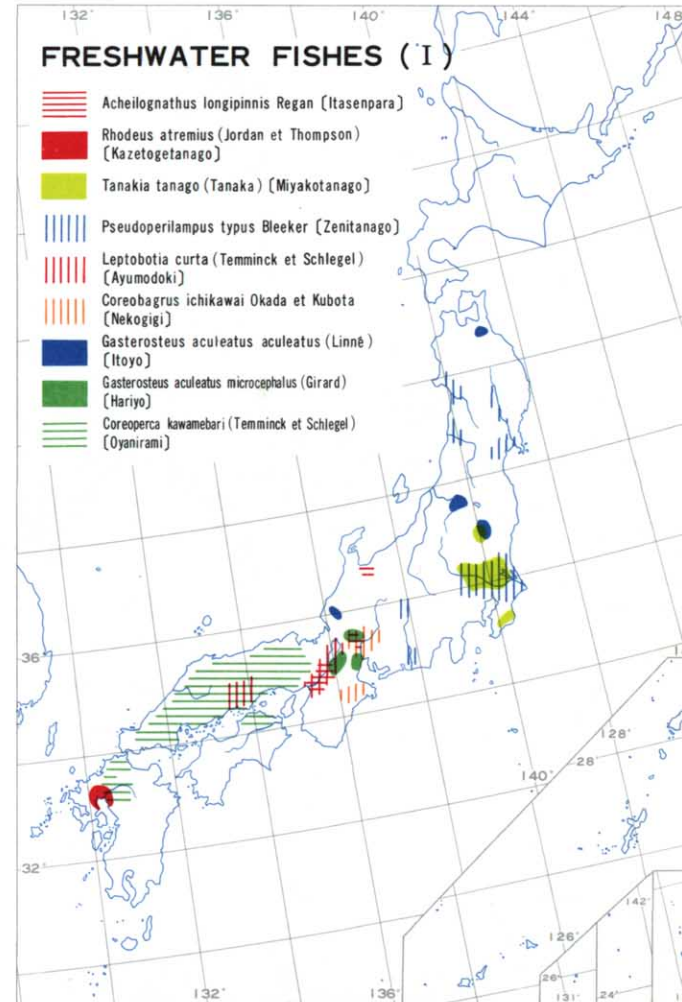 132°
136°
140°
144°
148°
FRESHWATER FISHES (I)
Acheilognathus longipinnis Regan [Itasenpara]
Rhodeus atremius (Jordan et Thompson)
[Kazetogetanago]
Tanakia tanago (Tanaka) [Miyakotanago]
Pseudoperilampus typus Bleeker [Zenitanago]
Leptobotia curta (Temminck et Schlegel)
[Ayumodoki]
Coreobagrus ichikawai Okada et Kubota
[Nekogigi]
Gasterosteus aculeatus aculeatus (Linné)
[Itoyo]
Gasterosteus aculeatus microcephalus (Girard)
[Hariyo]
Coreoperca kawamebari (Temminck et Schlegel)
[Oyanirami]
36°
128°
28°
140°
32°
142°
126°
26°
132°
136°
131°
24°